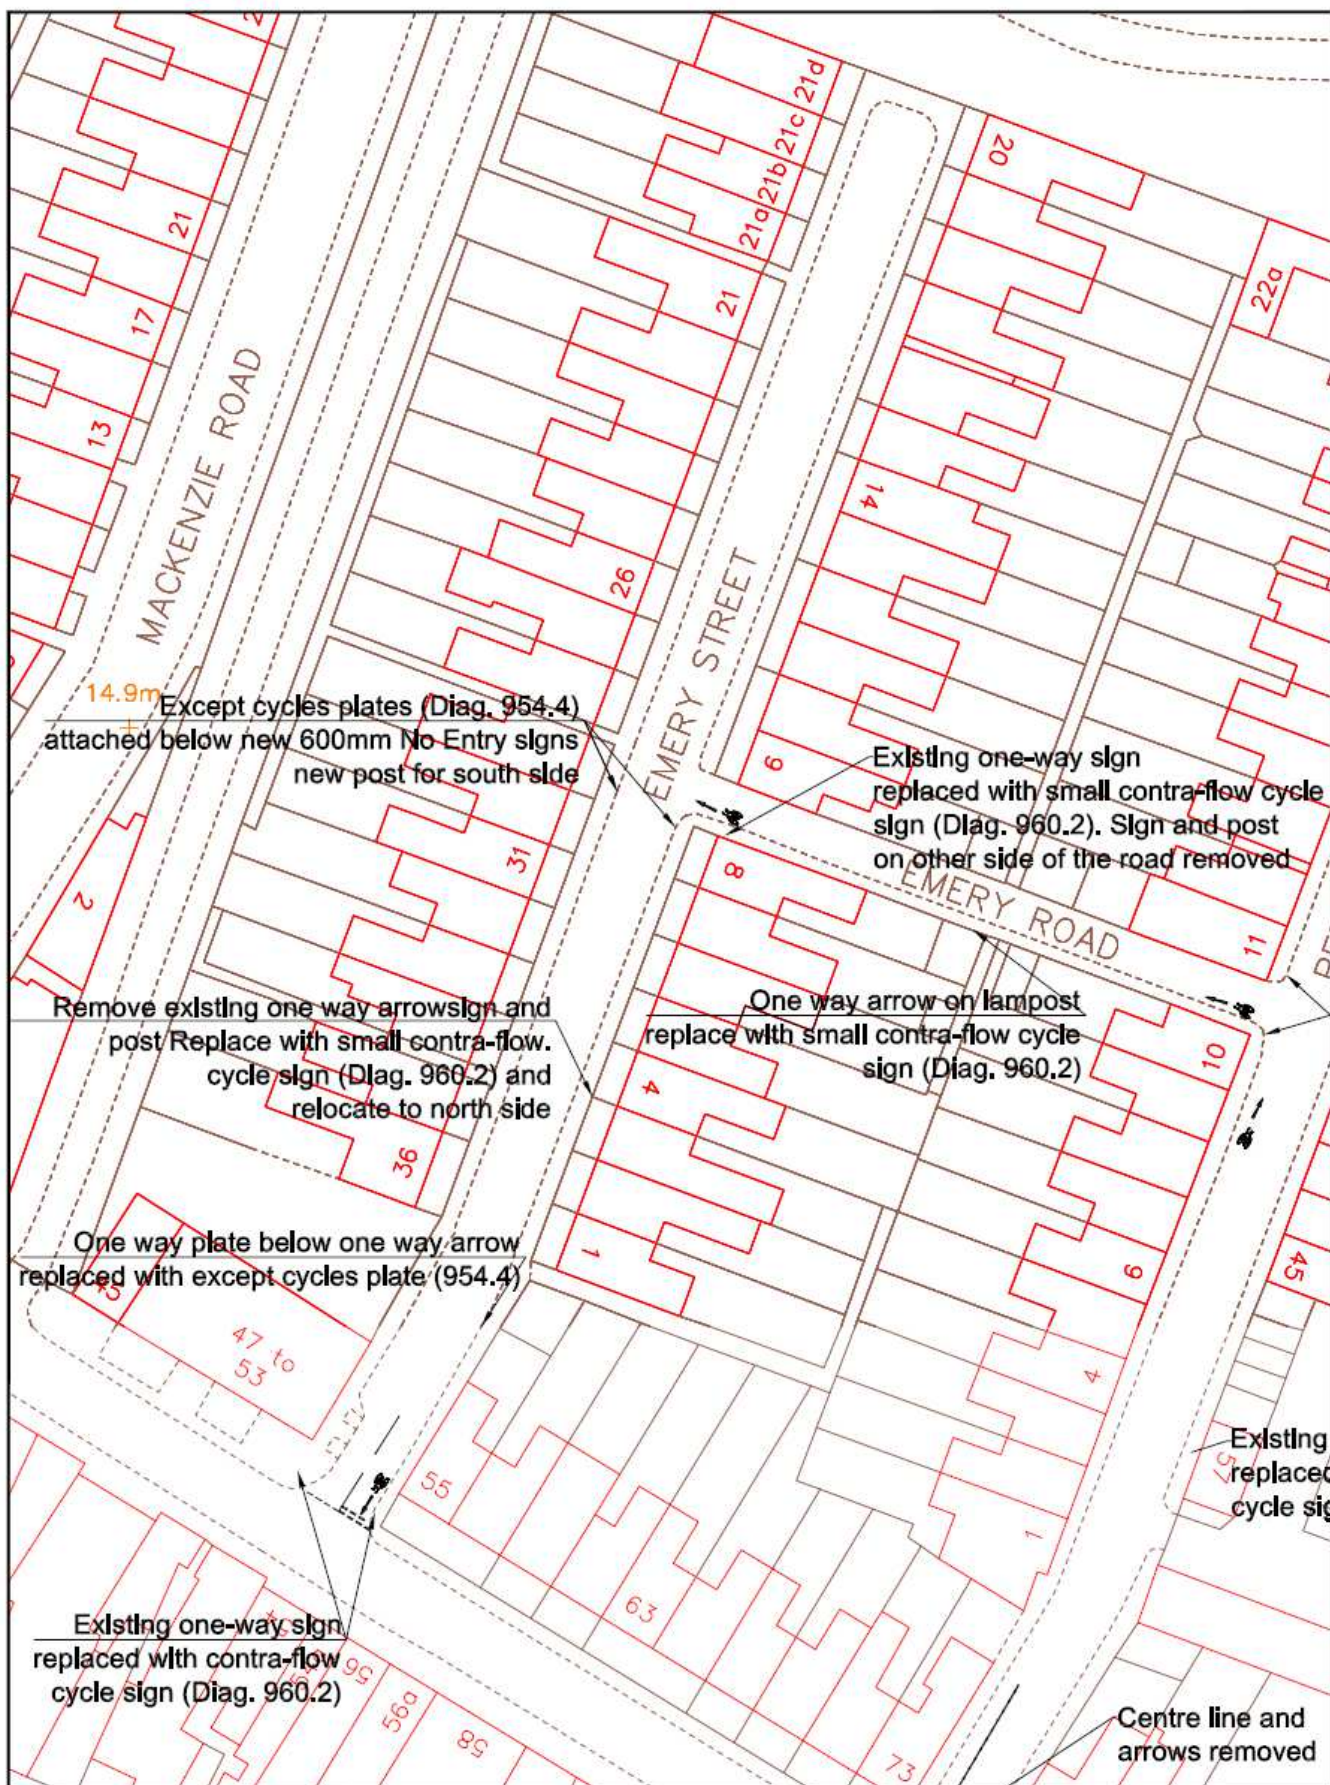 21d
21c
21b
21a
20
22a
21
21
17
13
MACKENZIE ROAD
14
26
EMERY STREET
14.9m
Except cycles plates (Diag. 954.4)
attached below new 600mm No Entry signs
new post for south side
9
Existing one-way sign
replaced with small contra-flow cycle
sign (Diag. 960.2). Sign and post
on other side of the road removed
31
8
2
EMERY ROAD
11
Remove existing one way arrowsign and
post Replace with small contra-flow.
cycle sign (Diag. 960.2) and
relocate to north side
One way arrow on lampost
replace with small contra-flow cycle
sign (Diag. 960.2)
10
4
36
One way plate below one way arrow
replaced with except cycles plate (954.4)
1
9
45
45
47 to
53
4
55
57
Existing
replaced
cycle sig
1
63
Existing one-way sign
replaced with contra-flow
cycle sign (Diag. 960.2)
54
56
56a
58
73
Centre line and
arrows removed